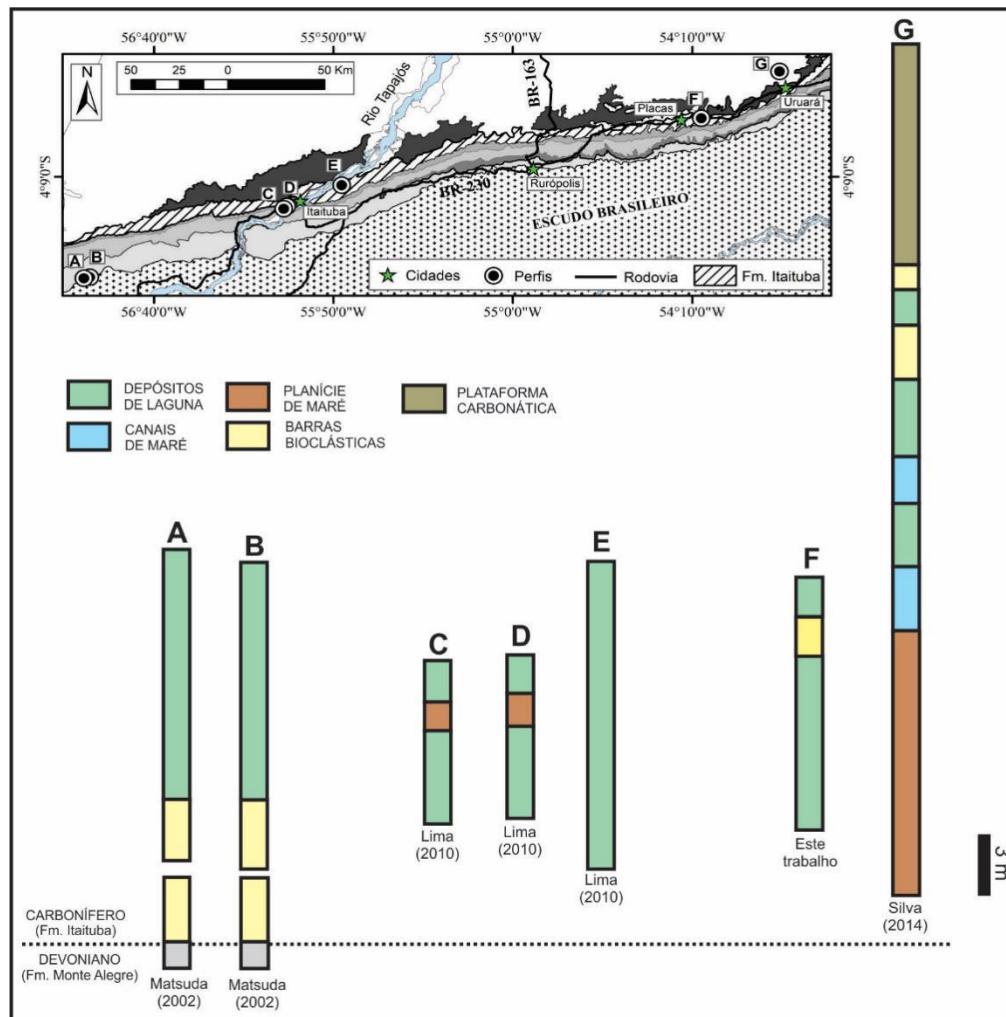 G
56°40'0"W
55°50'0"W
55°00'0"W
54°10'0"W
N
50 25 0 50 Km
Rio Tapajós
BR-163
G
Uruará
Placas
F
4°9'0"S
4°9'0"S
E
D
C
Itaituba
BR-230
Rurópolis
ESCUDO BRASILEIRO
A
B
Cidades
Perfis
Rodovia
Fm. Itaituba
56°40'0"W
55°50'0"W
55°00'0"W
54°10'0"W
DEPÓSITOS
DE LAGUNA
PLANÍCIE
DE MARÉ
PLATAFORMA
CARBONÁTICA
CANAIS
DE MARÉ
BARRAS
BIOCLÁSTICAS
A
B
C
D
E
F
Lima
(2010)
Lima
(2010)
Lima
(2010)
Este
trabalho
Silva
(2014)
3 m
CARBONÍFERO
(Fm. Itaituba)
DEVONIANO
(Fm. Monte Alegre)
Matsuda
(2002)
Matsuda
(2002)